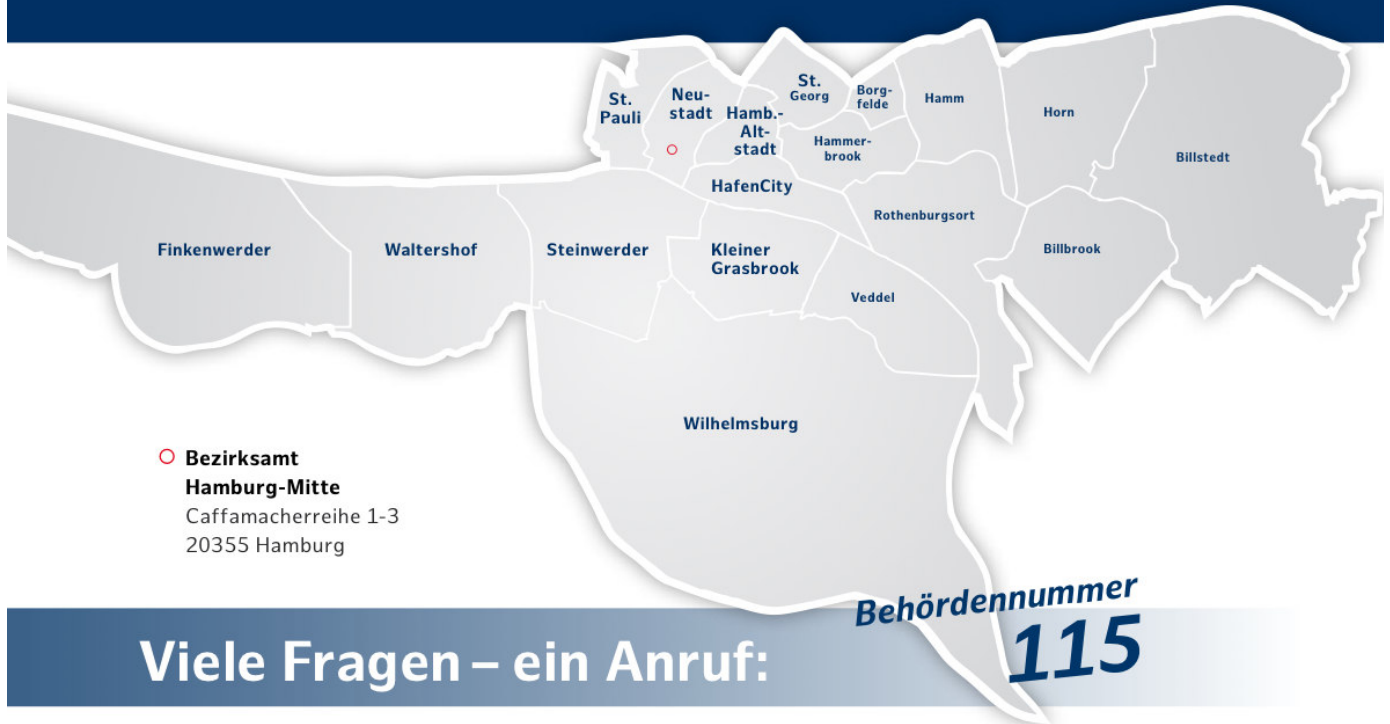 St.
Pauli
Neu-
stadt
Hamb.-
Alt-
stadt
St.
Georg
Borg-
felde
Hamm
Horn
Billstedt
Hammer-
brook
HafenCity
Rothenburgsort
Finkenwerder
Waltershof
Steinwerder
Kleiner
Grasbrook
Billbrook
Veddel
Wilhelmsburg
Bezirksamt
Hamburg-Mitte
Caffamacherreihe 1-3
20355 Hamburg
Viele Fragen – ein Anruf:
Behördennummer
115